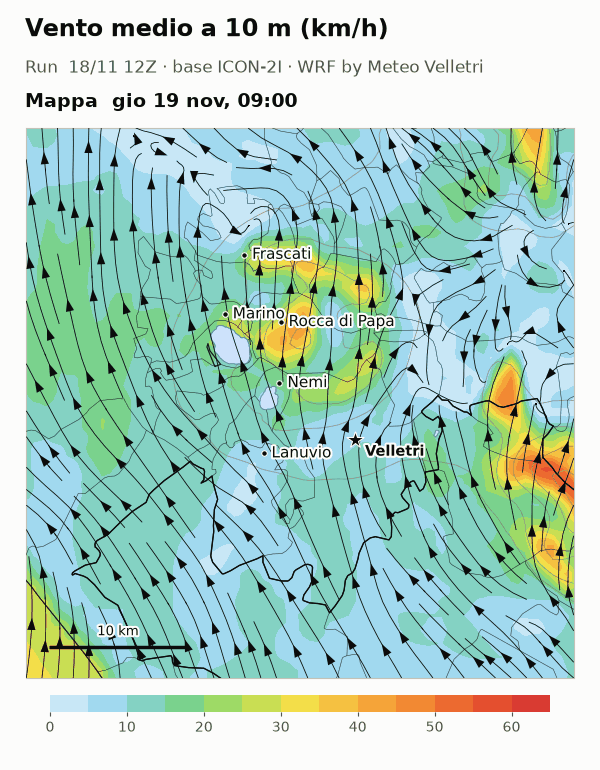 Vento medio a 10 m (km/h)
Run  18/11 12Z · base ICON-2I · WRF by Meteo Velletri
Mappa  gio 19 nov, 09:00
Frascati
Marino
Rocca di Papa
Nemi
Velletri
Lanuvio
10 km
0 10 20 30 40 50 60